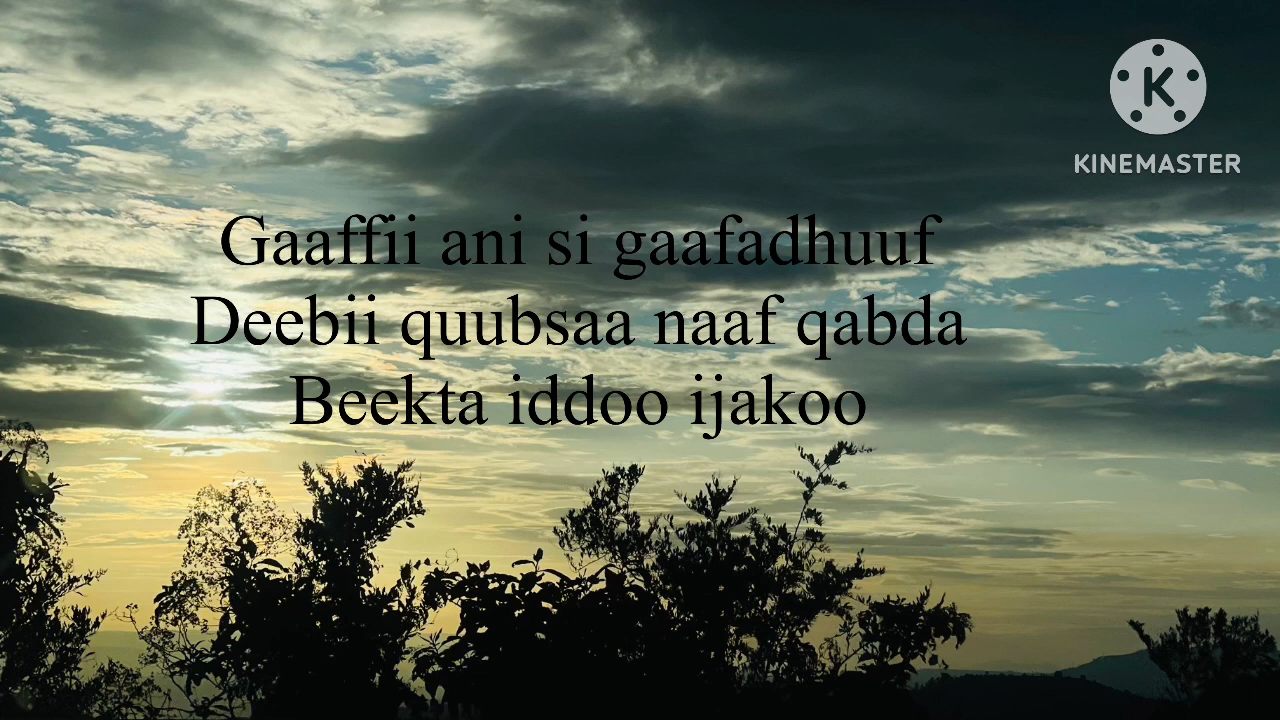 KINEMASTER
Gaaffii ani si gaafadhuuf
Deebii quubsaa naaf qabda
Beekta iddoo ijakoo